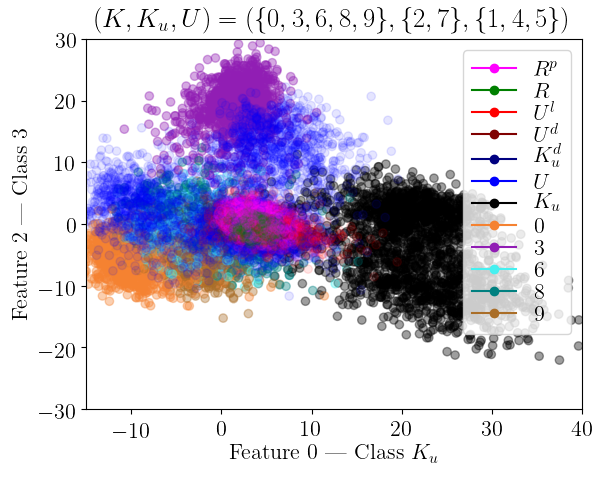 (K, K_u, U) = ({0, 3, 6, 8, 9}, {2, 7}, {1, 4, 5})
30
20
10
0
−10
−20
−30
Feature 2 — Class 3
R^p
R
U^l
U^d
K_u^d
U
K_u
0
3
6
8
9
−10
0
10
20
30
40
Feature 0 — Class K_u